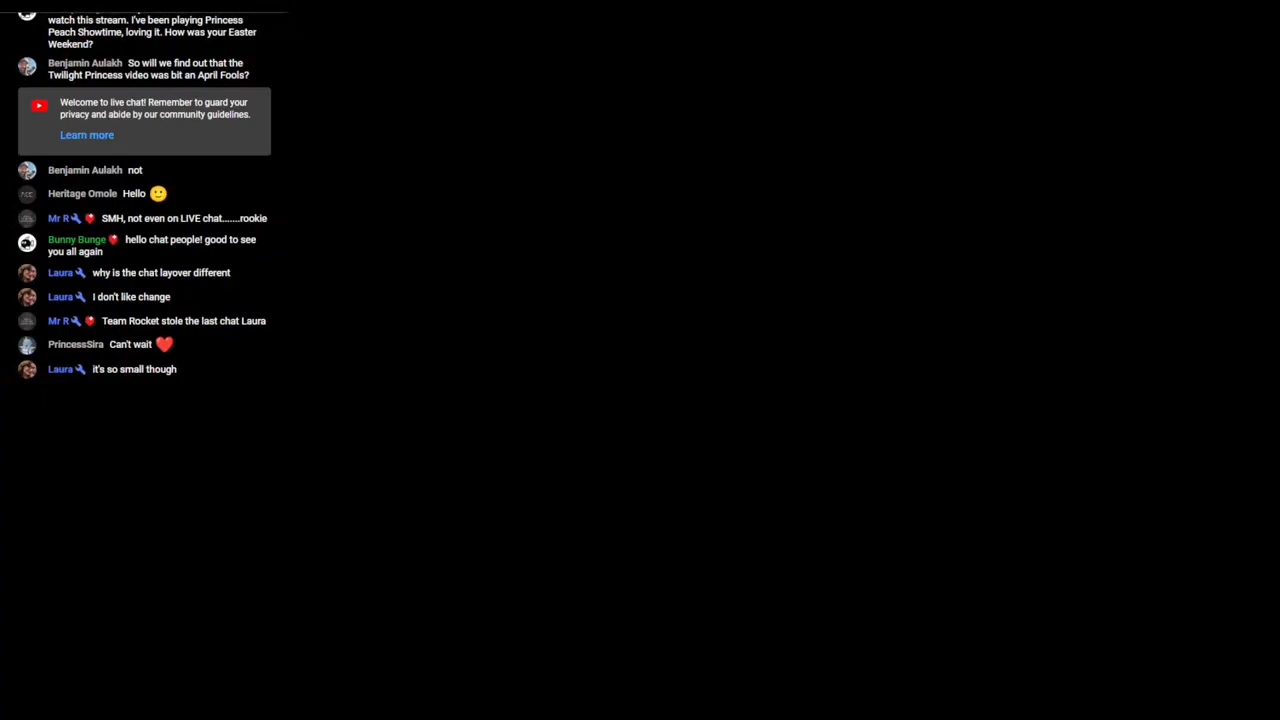 watch this stream. I've been playing Princess
Peach Showtime, loving it. How was your Easter
Weekend?
Benjamin Aulakh So will we find out that the
Twilight Princess video was bit an April Fools?
Welcome to live chat! Remember to guard your
privacy and abide by our community guidelines.
Learn more
Benjamin Aulakh not
Heritage Omole Hello 🙂
Mr R SMH, not even on LIVE chat.......rookie
Bunny Bunge hello chat people! good to see
you all again
Laura why is the chat layover different
Laura I don't like change
Mr R Team Rocket stole the last chat Laura
PrincessSira Can't wait ❤️
Laura it's so small though